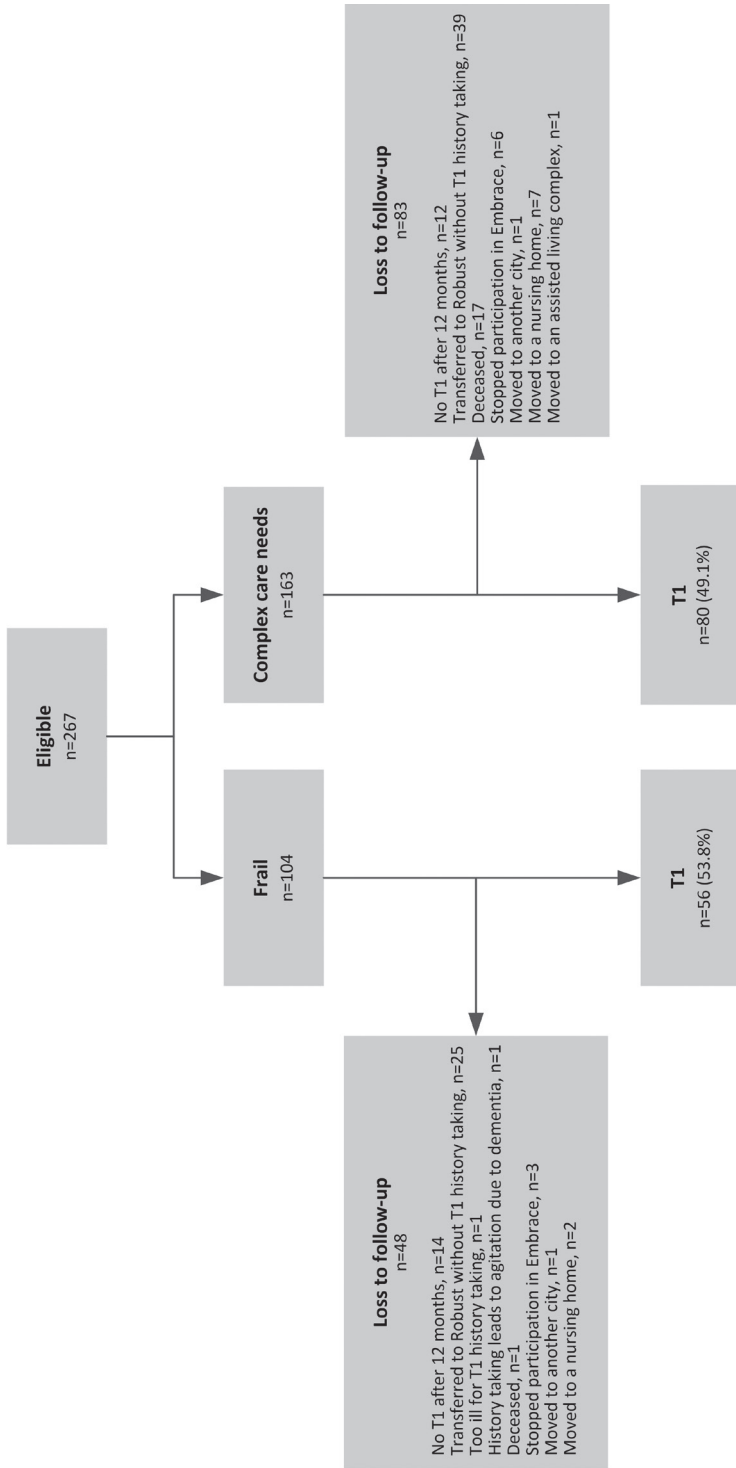 Eligible
n=267
Frail
n=104
Complex care needs
n=163
Loss to follow-up
n=48
No T1 after 12 months, n=14
Transferred to Robust without T1 history taking, n=25
Too ill for T1 history taking, n=1
History taking leads to agitation due to dementia, n=1
Deceased, n=1
Stopped participation in Embrace, n=3
Moved to another city, n=1
Moved to a nursing home, n=2
Loss to follow-up
n=83
No T1 after 12 months, n=12
Transferred to Robust without T1 history taking, n=39
Deceased, n=17
Stopped participation in Embrace, n=6
Moved to another city, n=1
Moved to a nursing home, n=7
Moved to an assisted living complex, n=1
T1
n=56 (53.8%)
T1
n=80 (49.1%)